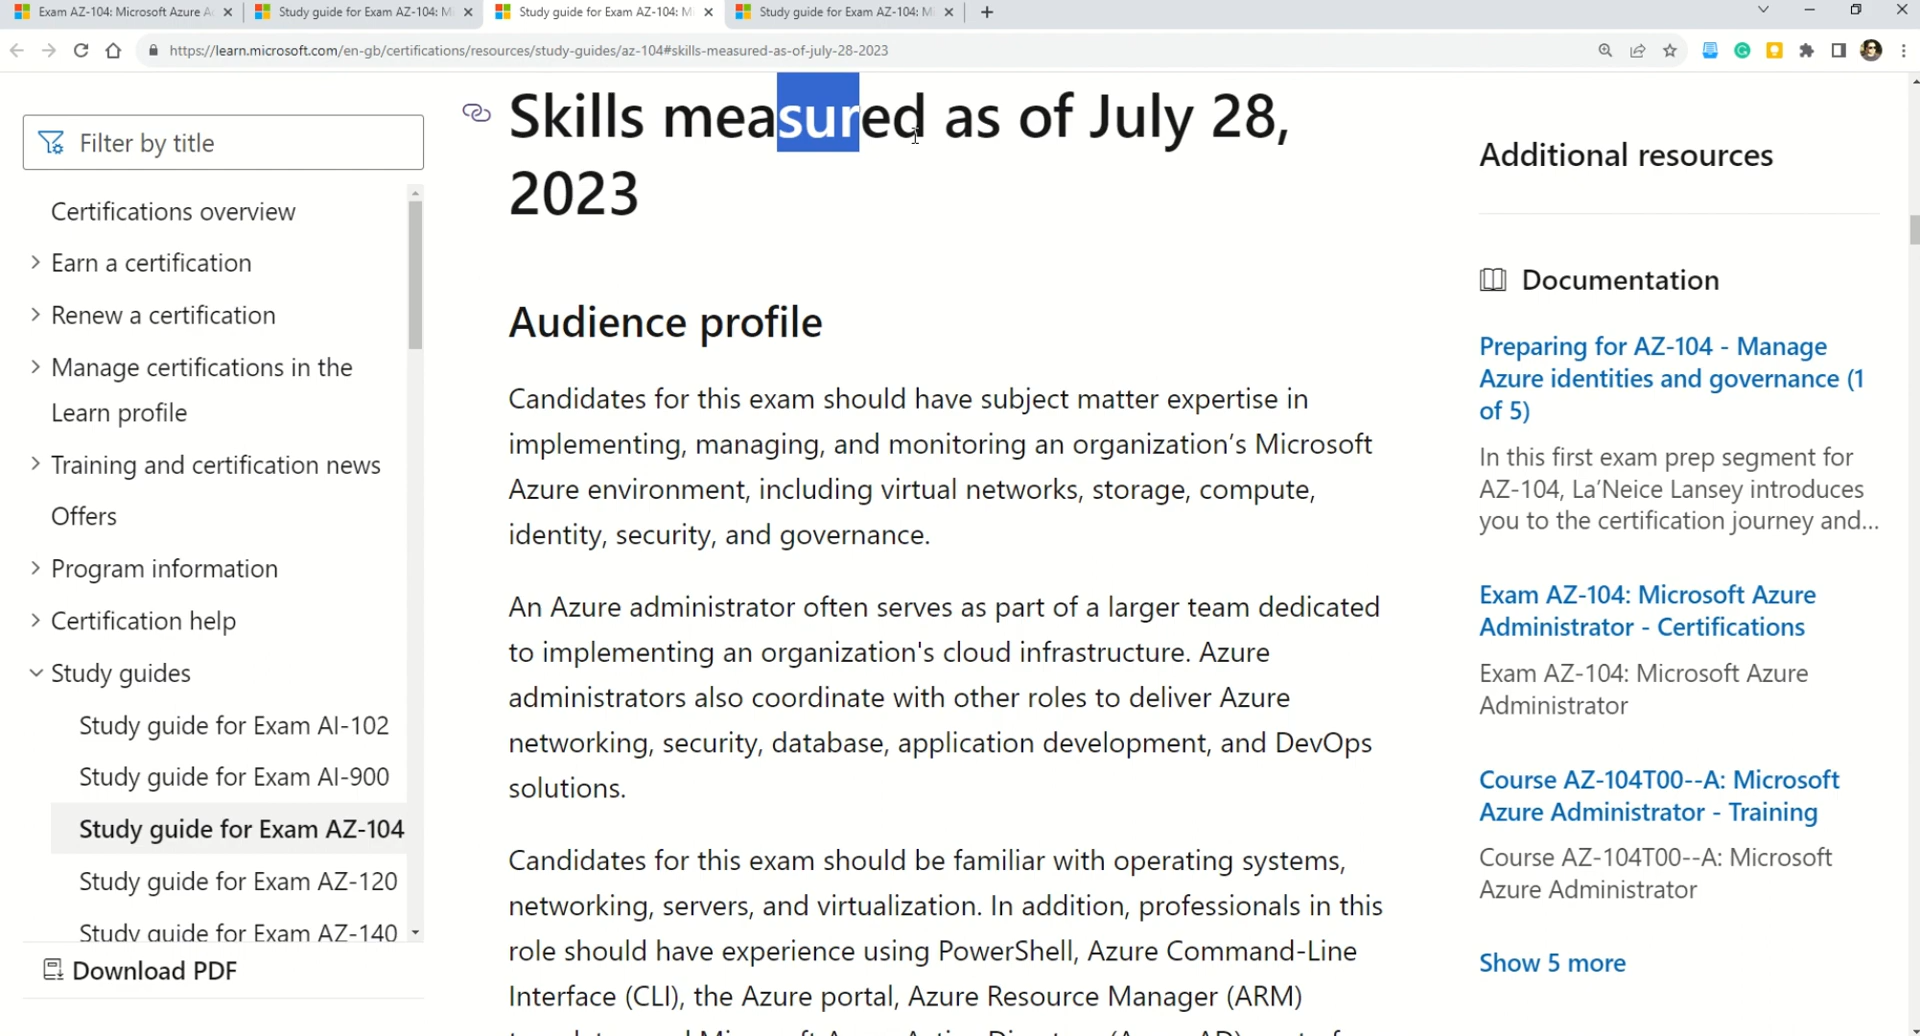 Exam AZ-104: Microsoft Azure A
Study guide for Exam AZ-104: M
Study guide for Exam AZ-104: M
Study guide for Exam AZ-104: M
https://learn.microsoft.com/en-gb/certifications/resources/study-guides/az-104#skills-measured-as-of-july-28-2023
Filter by title
Certifications overview
Earn a certification
Renew a certification
Manage certifications in the
Learn profile
Training and certification news
Offers
Program information
Certification help
Study guides
Study guide for Exam AI-102
Study guide for Exam AI-900
Study guide for Exam AZ-104
Study guide for Exam AZ-120
Study guide for Exam AZ-140
Download PDF
Skills measured as of July 28,
2023
Audience profile
Candidates for this exam should have subject matter expertise in
implementing, managing, and monitoring an organization’s Microsoft
Azure environment, including virtual networks, storage, compute,
identity, security, and governance.
An Azure administrator often serves as part of a larger team dedicated
to implementing an organization's cloud infrastructure. Azure
administrators also coordinate with other roles to deliver Azure
networking, security, database, application development, and DevOps
solutions.
Candidates for this exam should be familiar with operating systems,
networking, servers, and virtualization. In addition, professionals in this
role should have experience using PowerShell, Azure Command-Line
Interface (CLI), the Azure portal, Azure Resource Manager (ARM)
Additional resources
Documentation
Preparing for AZ-104 - Manage
Azure identities and governance (1
of 5)
In this first exam prep segment for
AZ-104, La’Neice Lansey introduces
you to the certification journey and...
Exam AZ-104: Microsoft Azure
Administrator - Certifications
Exam AZ-104: Microsoft Azure
Administrator
Course AZ-104T00--A: Microsoft
Azure Administrator - Training
Course AZ-104T00--A: Microsoft
Azure Administrator
Show 5 more